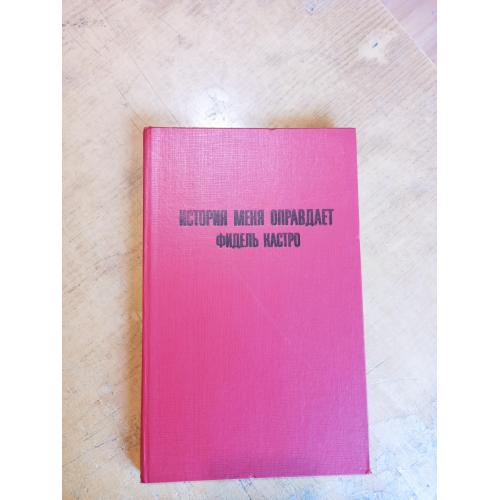 ИСТОРИЯ МЕНЯ ОПРАВДАЕТ
ФИДЕЛЬ КАСТРО